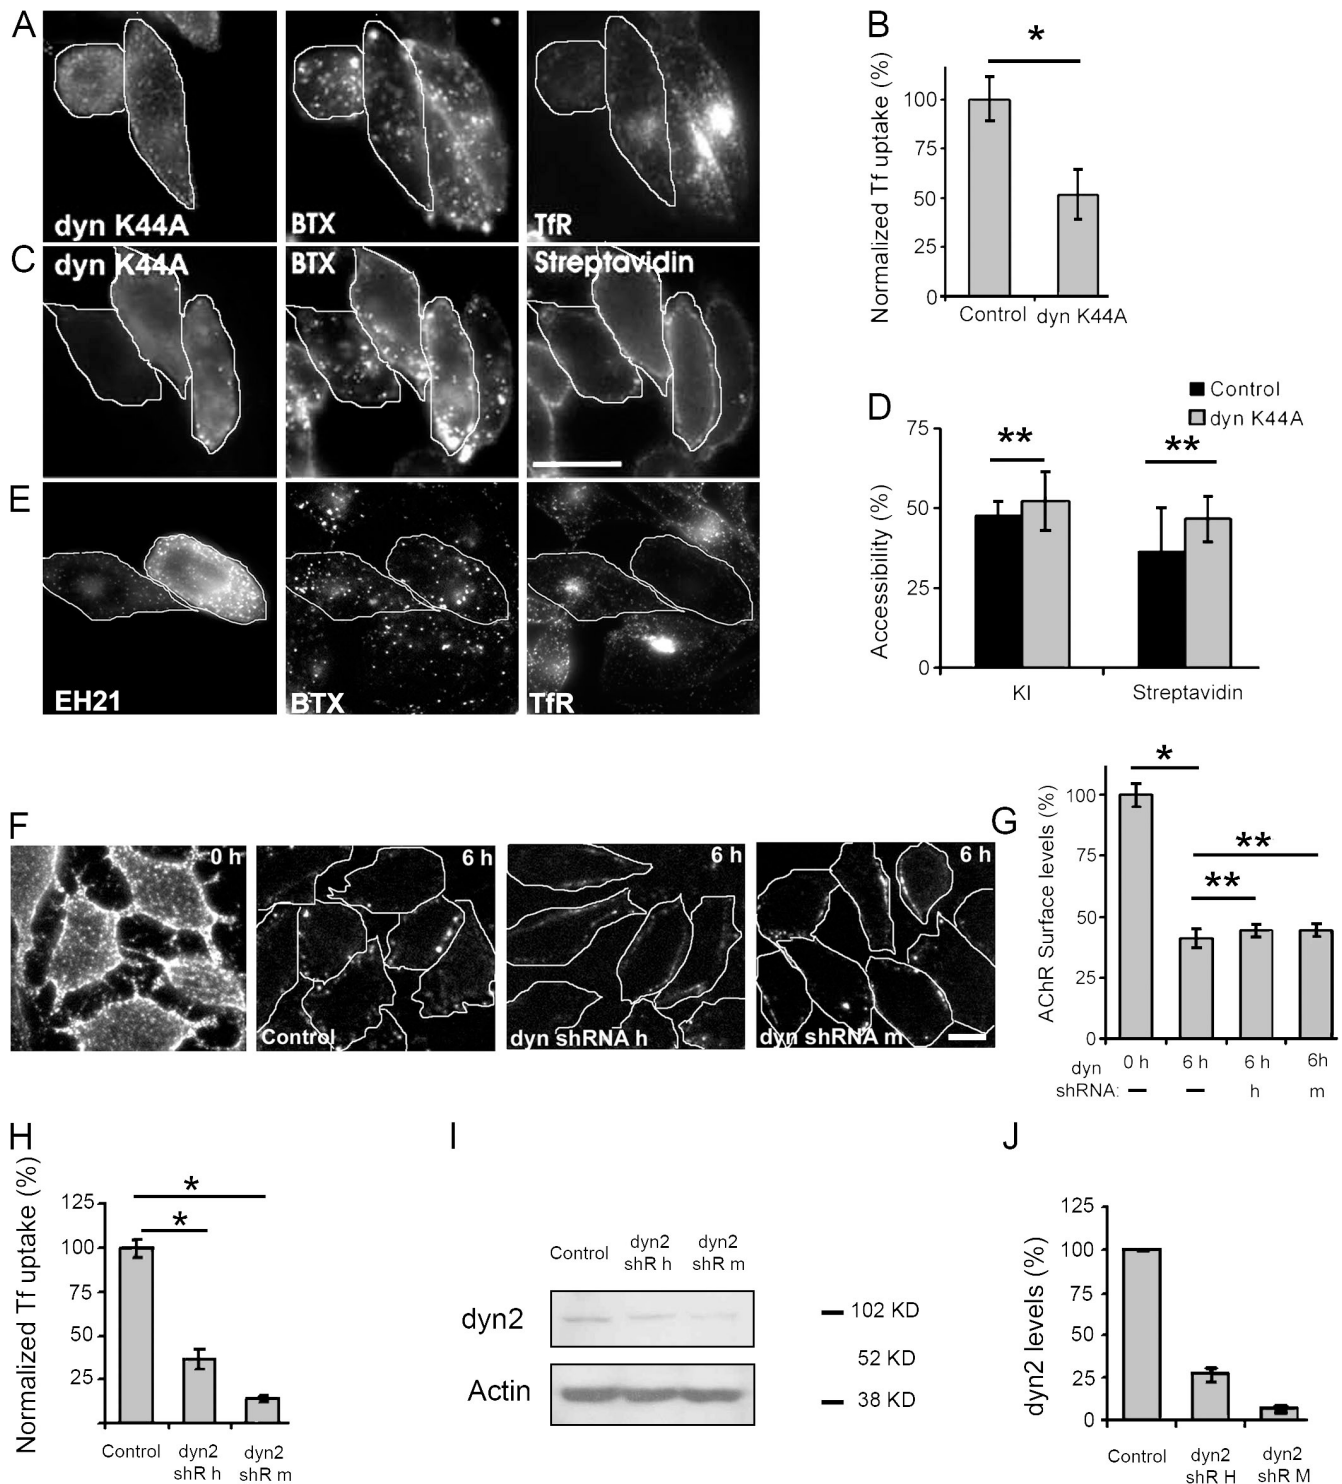 A
dyn K44A
BTX
TfR
B
Normalized Tf uptake (%)
100
75
50
25
0
*
Control
dyn K44A
C
dyn K44A
BTX
Streptavidin
D
Control
dyn K44A
Accessibility (%)
75
50
25
0
**
**
KI
Streptavidin
E
EH21
BTX
TfR
F
0 h
6 h
6 h
6 h
Control
dyn shRNA h
dyn shRNA m
G
AChR Surface levels (%)
100
75
50
25
0
*
**
**
dyn
shRNA:
0 h
6 h
6 h
6h
–
–
h
m
H
Normalized Tf uptake (%)
125
100
75
50
25
*
*
Control
dyn2
shR h
dyn2
shR m
I
Control
dyn2
shR h
dyn2
shR m
dyn2
Actin
102 KD
52 KD
38 KD
J
dyn2 levels (%)
125
100
75
50
25
0
Control
dyn2
shR H
dyn2
shR M